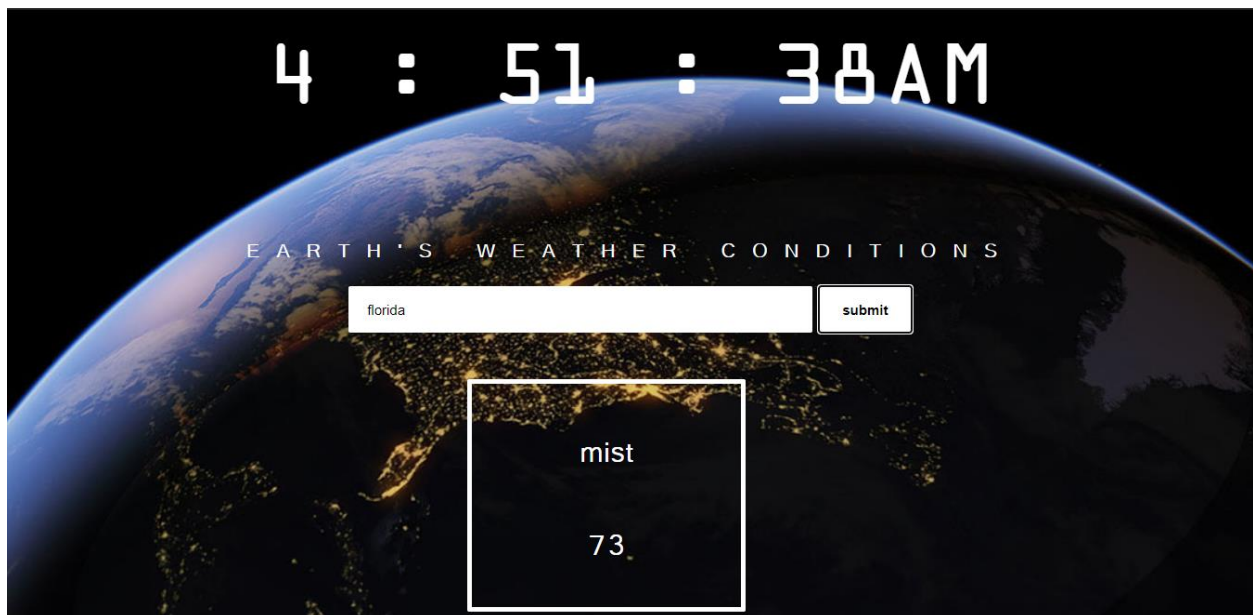 4 : 51 : 38AM
EARTH'S WEATHER CONDITIONS
florida submit
mist
73